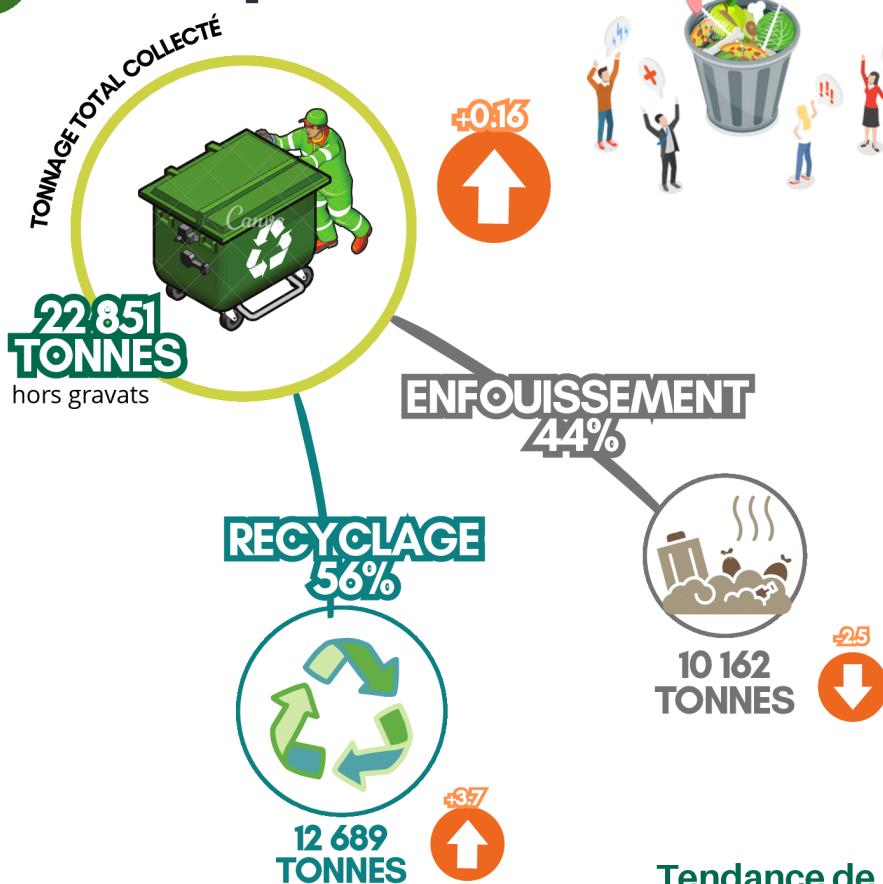 TONNAGE TOTAL COLLECTÉ
+0.16
Canva
22 851
TONNES
hors gravats
ENFOUISSEMENT
44%
RECYCLAGE
56%
-2.5
10 162
TONNES
+3.7
12 689
TONNES
Tendance de